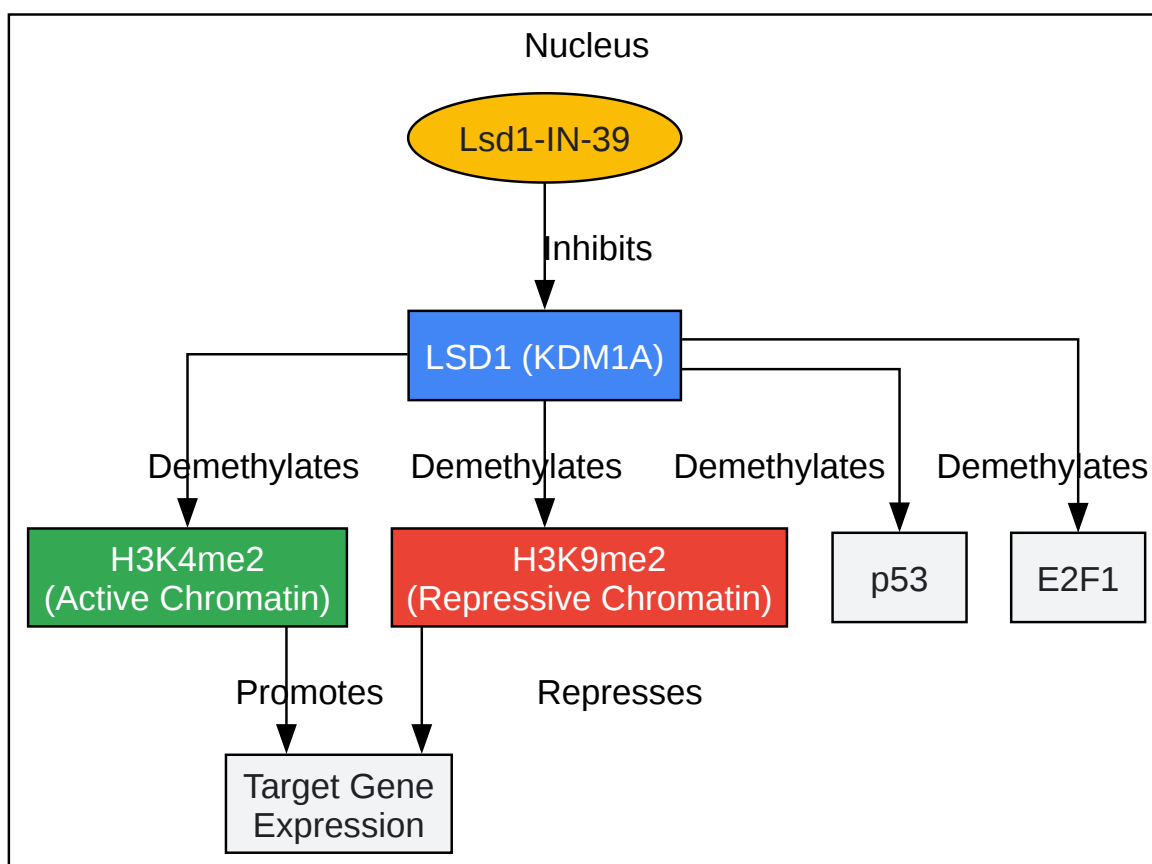 Nucleus
Lsd1-IN-39
Inhibits
LSD1 (KDM1A)
Demethylates
Demethylates
Demethylates
Demethylates
H3K4me2
(Active Chromatin)
H3K9me2
(Repressive Chromatin)
p53
E2F1
Promotes
Represses
Target Gene
Expression